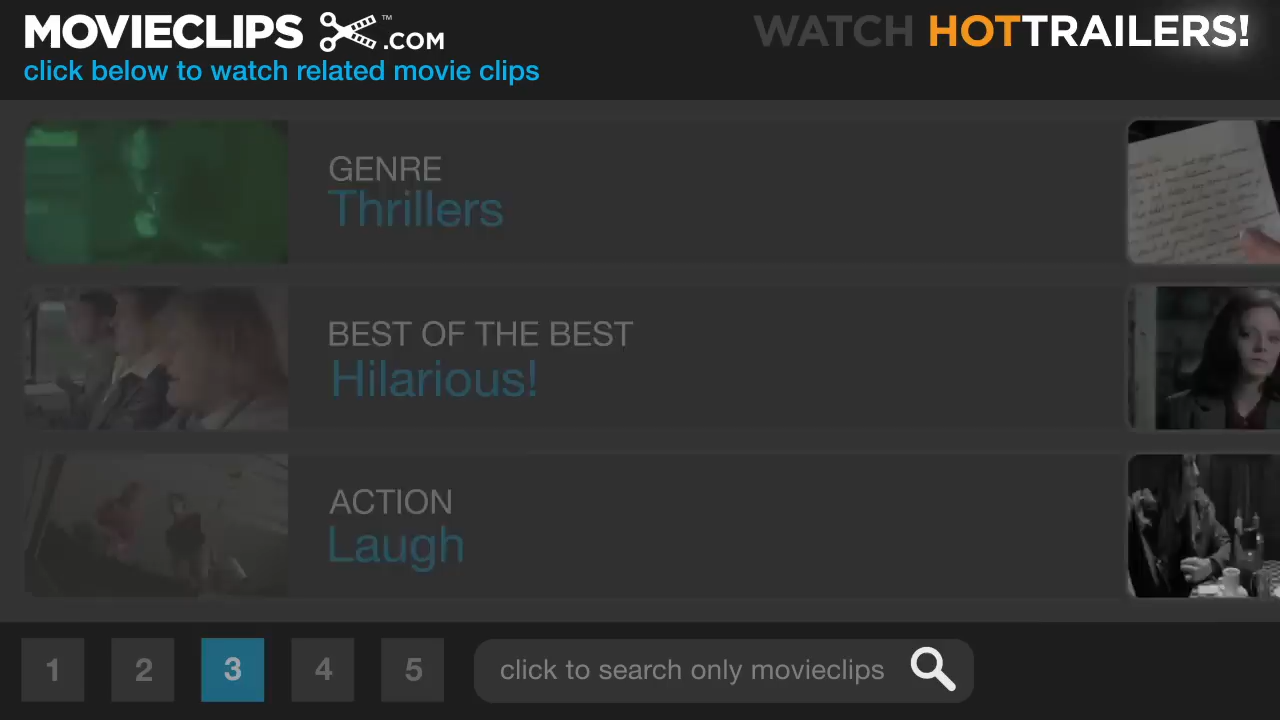 MOVIECLIPS ™ .COM
WATCH HOTTRAILERS!
click below to watch related movie clips
GENRE
Thrillers
BEST OF THE BEST
Hilarious!
ACTION
Laugh
1 2 3 4 5
click to search only movieclips